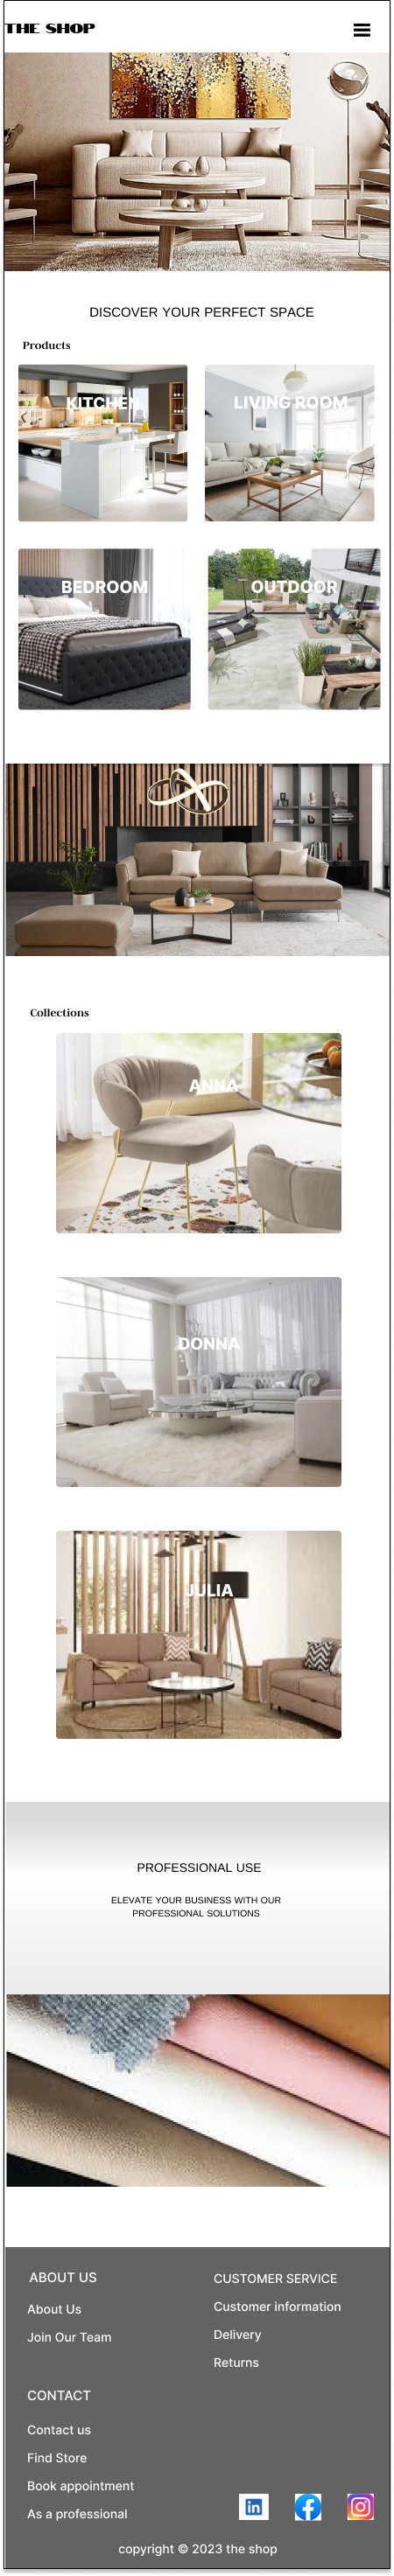 THE SHOP
DISCOVER YOUR PERFECT SPACE
Products
KITCHEN
LIVING ROOM
BEDROOM
OUTDOOR
Collections
ANNA
DONNA
JULIA
PROFESSIONAL USE
ELEVATE YOUR BUSINESS WITH OUR
PROFESSIONAL SOLUTIONS
ABOUT US
About Us
Join Our Team
CUSTOMER SERVICE
Customer information
Delivery
Returns
CONTACT
Contact us
Find Store
Book appointment
As a professional
in
copyright © 2023 the shop